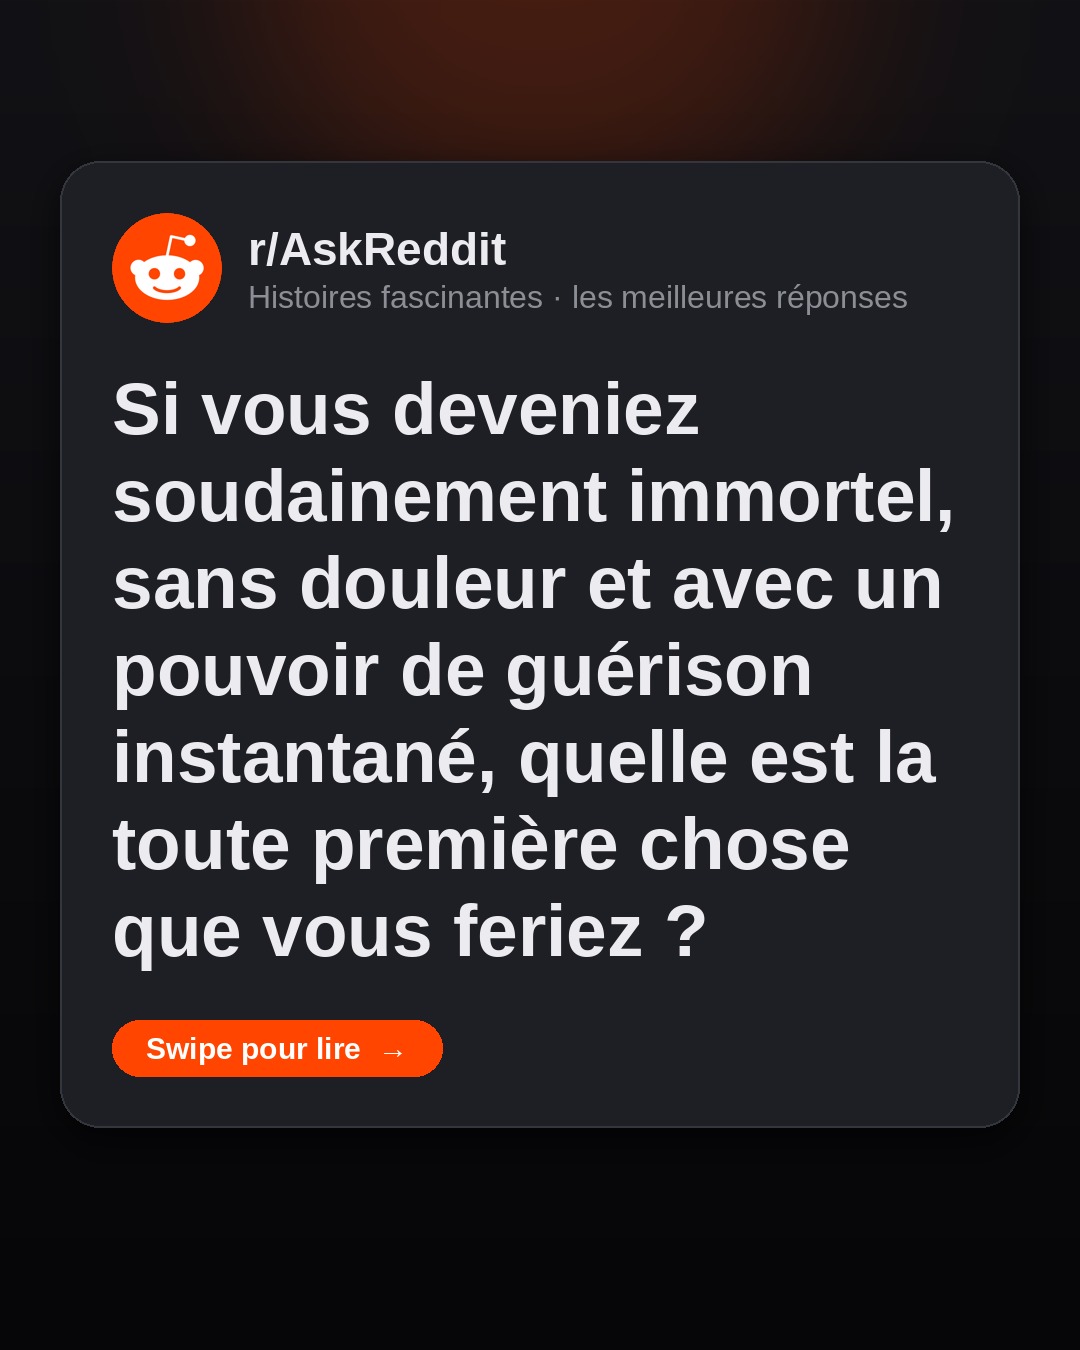 r/AskReddit
Histoires fascinantes · les meilleures réponses
Si vous deveniez
soudainement immortel,
sans douleur et avec un
pouvoir de guérison
instantané, quelle est la
toute première chose
que vous feriez ?
Swipe pour lire →